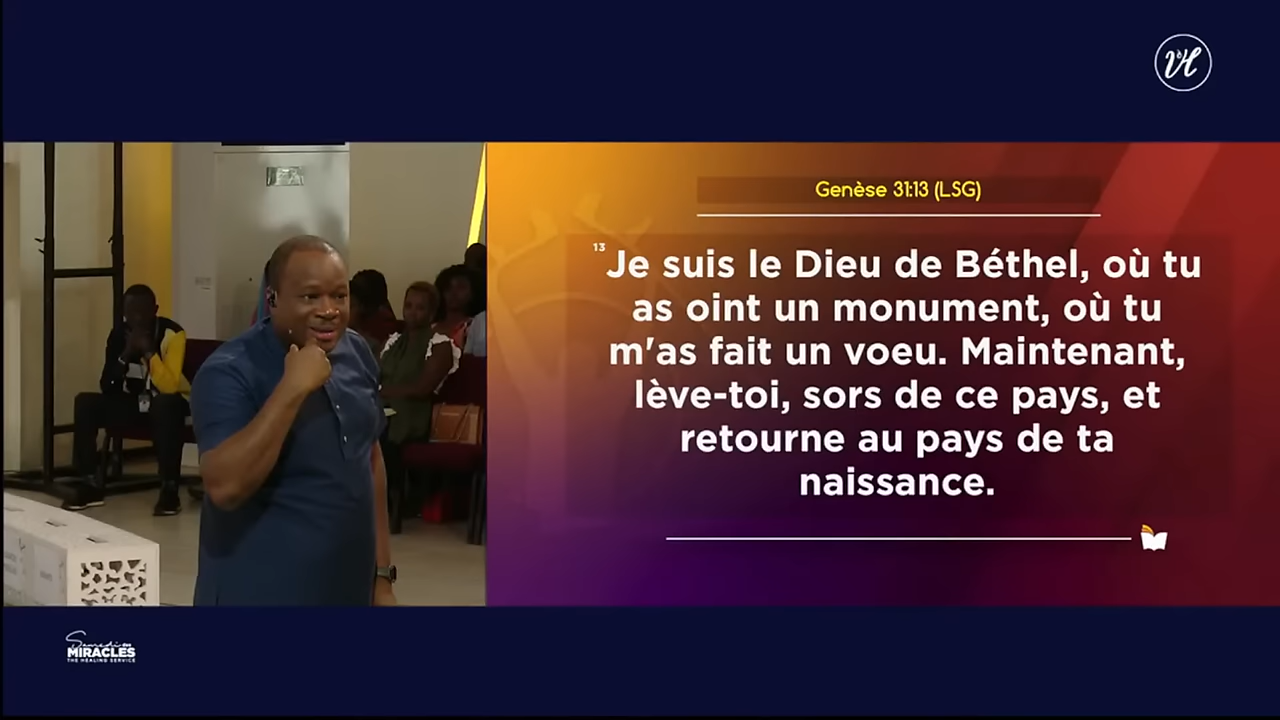 Genèse 31:13 (LSG)
13 Je suis le Dieu de Béthel, où tu
as oint un monument, où tu
m'as fait un voeu. Maintenant,
lève-toi, sors de ce pays, et
retourne au pays de ta
naissance.
Samedi des
MIRACLES
THE HEALING SERVICE